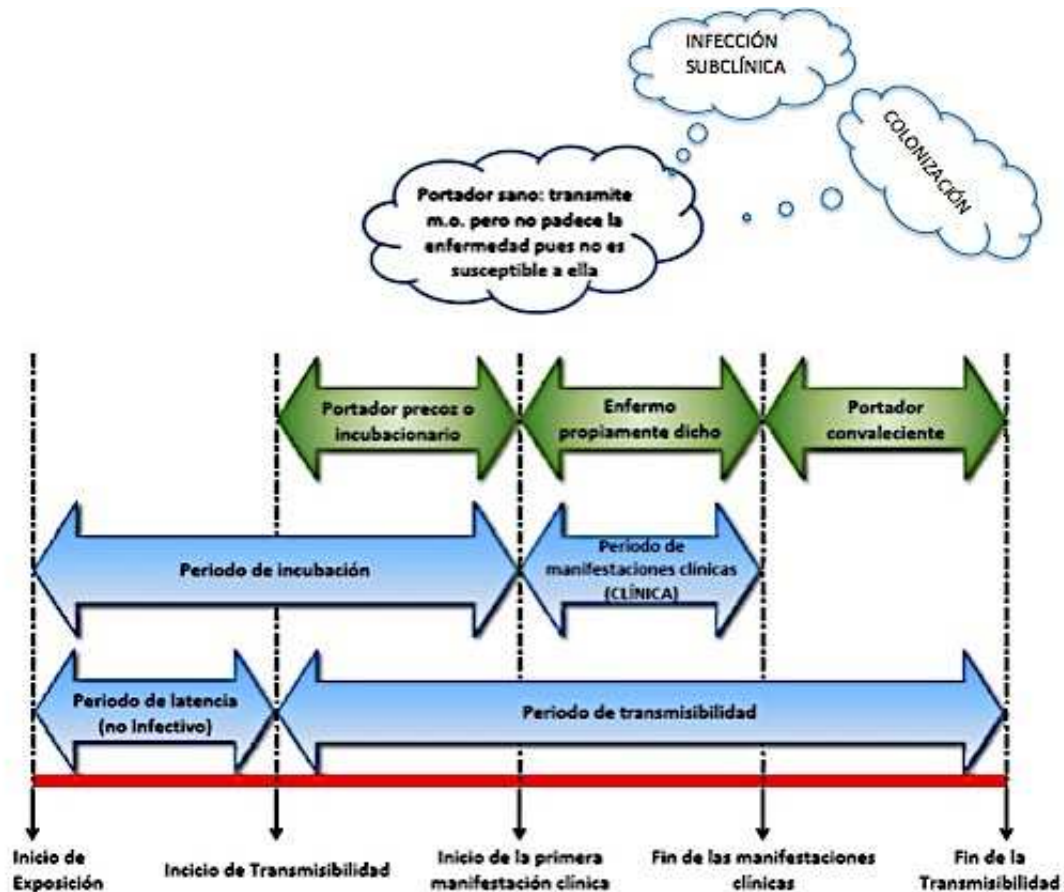 INFECCIÓN
SUBCLÍNICA
COLONIZACIÓN
Portador sano: transmite
m.o. pero no padece la
enfermedad pues no es
susceptible a ella
Portador precos o
incubacionario
Enfermo
propiamente dicho
Portador
convaleciente
Periodo de incubación
Periodo de
manifestaciones clínicas
(CLÍNICA)
Periodo de latencia
(no Infectivo)
Periodo de transmisibilidad
Inicio de
Exposición
Incicio de Transmisibilidad
Inicio de la primera
manifestación clínica
Fin de las manifestaciones
clínicas
Fin de la
Transmisibilidad